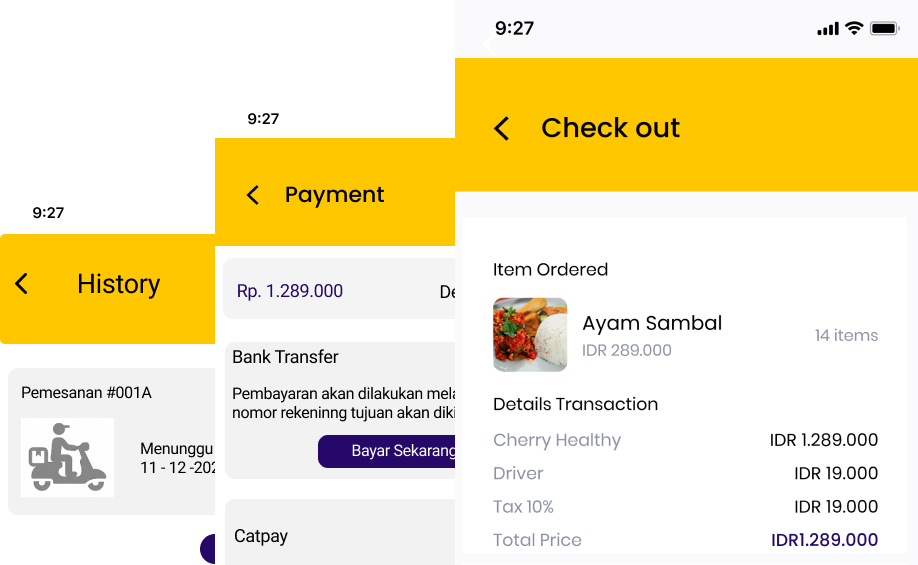 9:27
History
Pemesanan #001A
Menunggu
11 - 12 -202
9:27
Payment
Rp. 1.289.000
De
Bank Transfer
Pembayaran akan dilakukan mela
nomor rekeninng tujuan akan diki
Bayar Sekarang
Catpay
9:27
Check out
Item Ordered
Ayam Sambal
14 items
IDR 289.000
Details Transaction
Cherry Healthy IDR 1.289.000
Driver IDR 19.000
Tax 10% IDR 19.000
Total Price IDR1.289.000